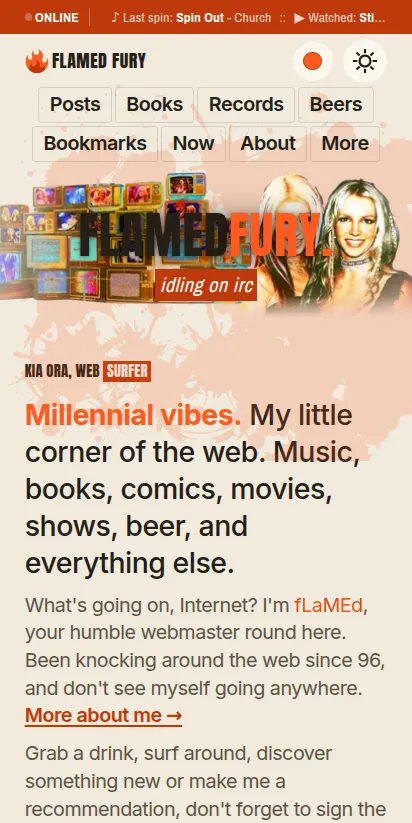 ONLINE ♪ Last spin: Spin Out - Church :: ▶ Watched: Sti...
FLAMED FURY
Posts Books Records Beers
Bookmarks Now About More
FLAMEDFURY.
idling on irc
KIA ORA, WEB SURFER
Millennial vibes. My little
corner of the web. Music,
books, comics, movies,
shows, beer, and
everything else.
What's going on, Internet? I'm fLaMEd,
your humble webmaster round here.
Been knocking around the web since 96,
and don't see myself going anywhere.
More about me →
Grab a drink, surf around, discover
something new or make me a
recommendation, don't forget to sign the